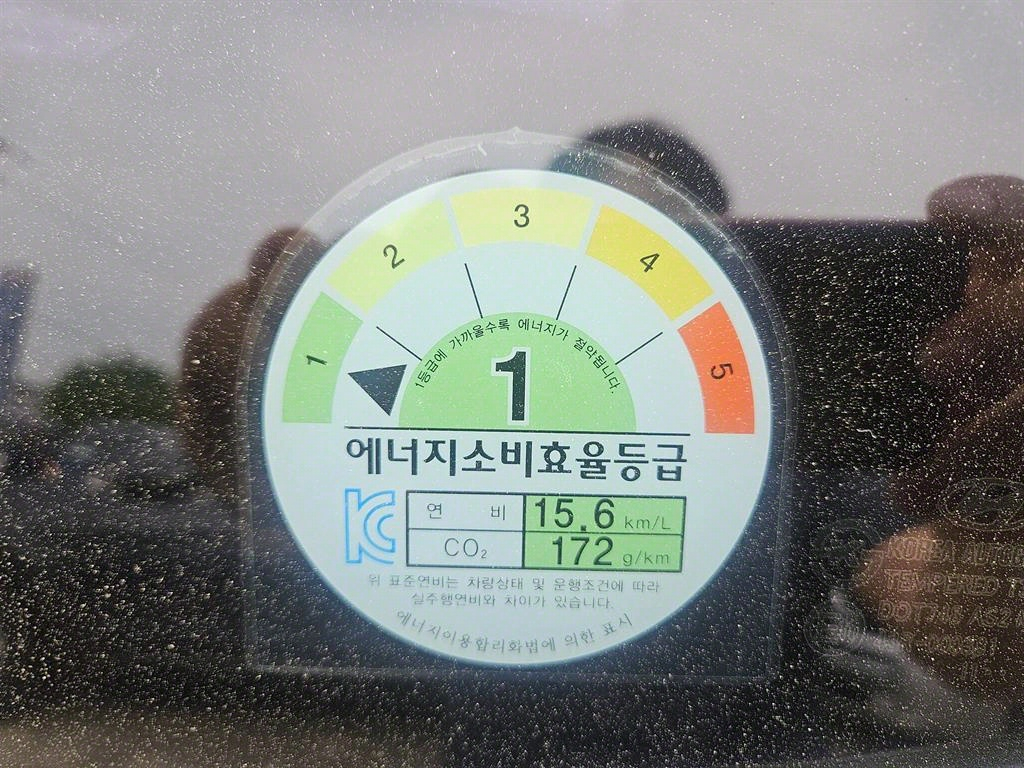 1 2 3 4 5
1등급에 가까울수록 에너지가 절약됩니다.
1
에너지소비효율등급
연 비 15.6 km/L
CO₂ 172 g/km
위 표준연비는 차량상태 및 운행조건에 따라
실주행연비와 차이가 있습니다.
에너지이용합리화법에 의한 표시